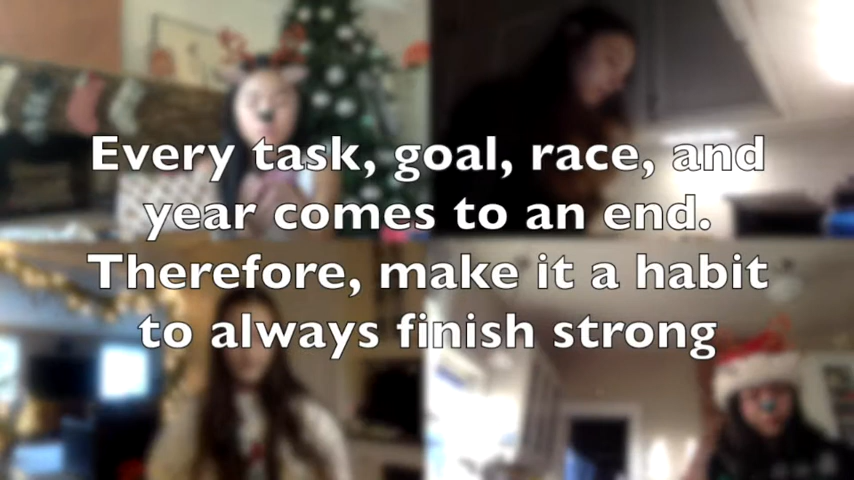 Every task, goal, race, and
year comes to an end.
Therefore, make it a habit
to always finish strong